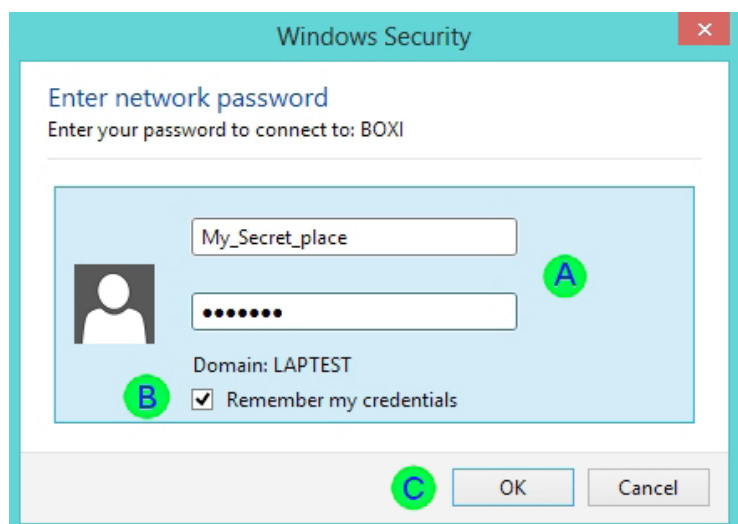 Windows Security
Enter network password
Enter your password to connect to: BOXI
My_Secret_place
A
•••••••
Domain: LAPTEST
B Remember my credentials
C OK Cancel